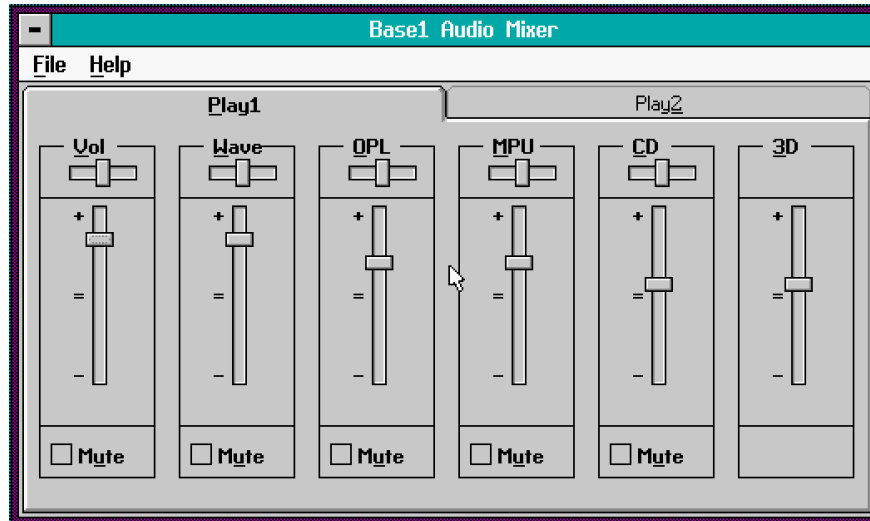 Base1 Audio Mixer
File Help
Play1 Play2
Vol Wave OPL MPU CD 3D
+ + + + + +
= = = = = =
- - - - - -
Mute Mute Mute Mute Mute